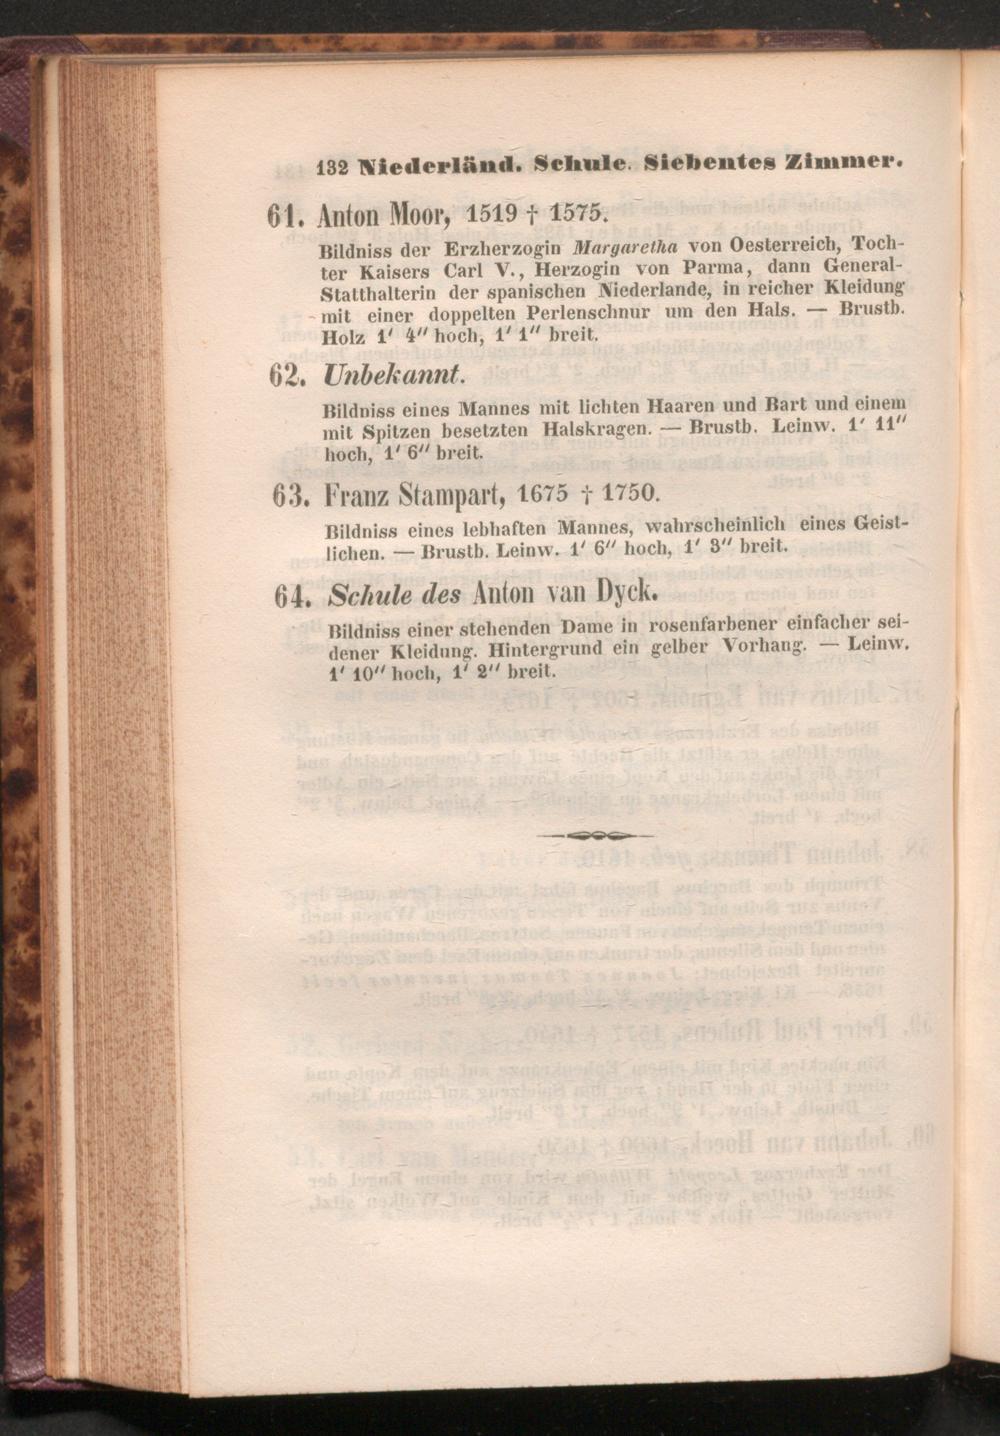 132 Niederländ. Schule. Siebentes Zimmer.
61. Anton Moor, 1519 † 1575.
Bildniss der Erzherzogin Margaretha von Oesterreich, Toch-
ter Kaisers Carl V., Herzogin von Parma, dann General-
Statthalterin der spanischen Niederlande, in reicher Kleidung
mit einer doppelten Perlenschnur um den Hals. — Brustb.
Holz 1′ 4″ hoch, 1′ 1″ breit.
62. Unbekannt.
Bildniss eines Mannes mit lichten Haaren und Bart und einem
mit Spitzen besetzten Halskragen. — Brustb. Leinw. 1′ 11″
hoch, 1′ 6″ breit.
63. Franz Stampart, 1675 † 1750.
Bildniss eines lebhaften Mannes, wahrscheinlich eines Geist-
lichen. — Brustb. Leinw. 1′ 6″ hoch, 1′ 3″ breit.
64. Schule des Anton van Dyck.
Bildniss einer stehenden Dame in rosenfarbener einfacher sei-
dener Kleidung. Hintergrund ein gelber Vorhang. — Leinw.
1′ 10″ hoch, 1′ 2″ breit.